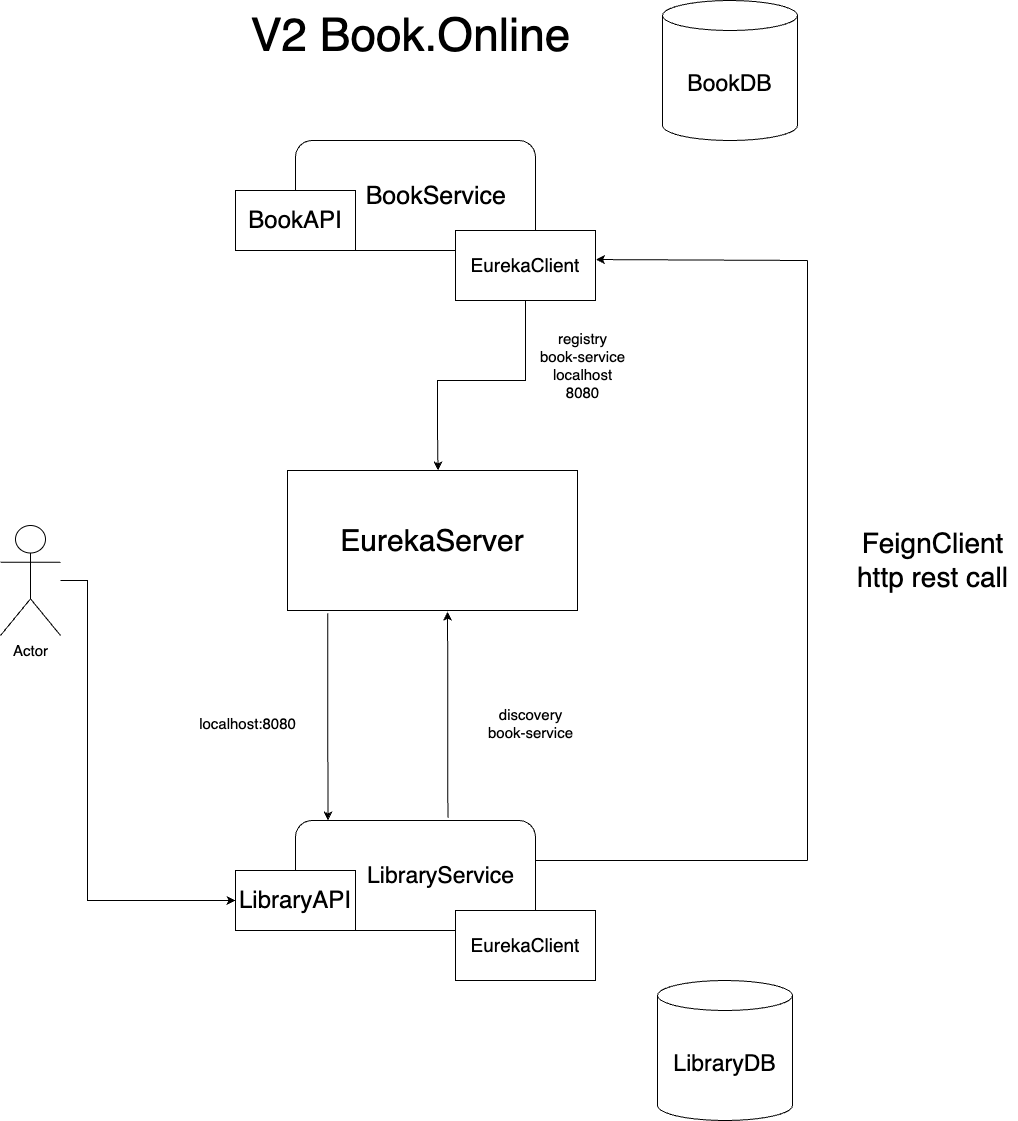 V2 Book.Online
BookDB
BookService
BookAPI
EurekaClient
registry
book-service
localhost
8080
EurekaServer
FeignClient
http rest call
Actor
localhost:8080
discovery
book-service
LibraryService
LibraryAPI
EurekaClient
LibraryDB